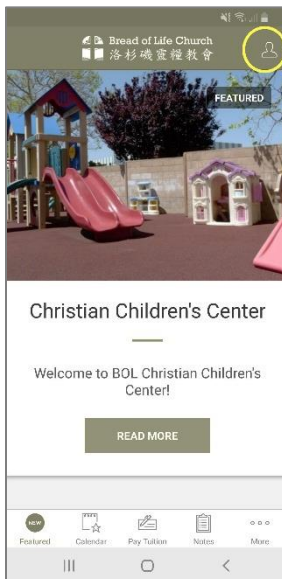 Bread of Life Church
洛杉磯靈糧教會
FEATURED
Christian Children's Center
Welcome to BOL Christian Children's
Center!
READ MORE
NEW
Featured
Calendar
Pay Tuition
Notes
More